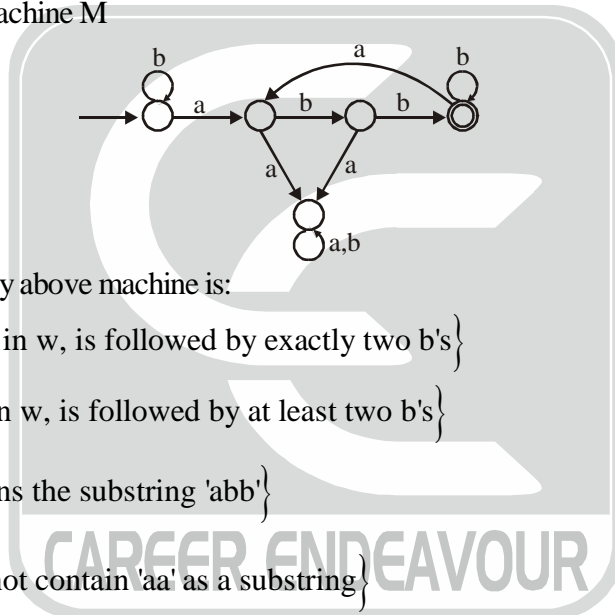 achine M
a
b b
a b b
a a
a,b
y above machine is:
in w, is followed by exactly two b's}
n w, is followed by at least two b's}
ns the substring 'abb'}
not contain 'aa' as a substring}
CAREER ENDEAVOUR